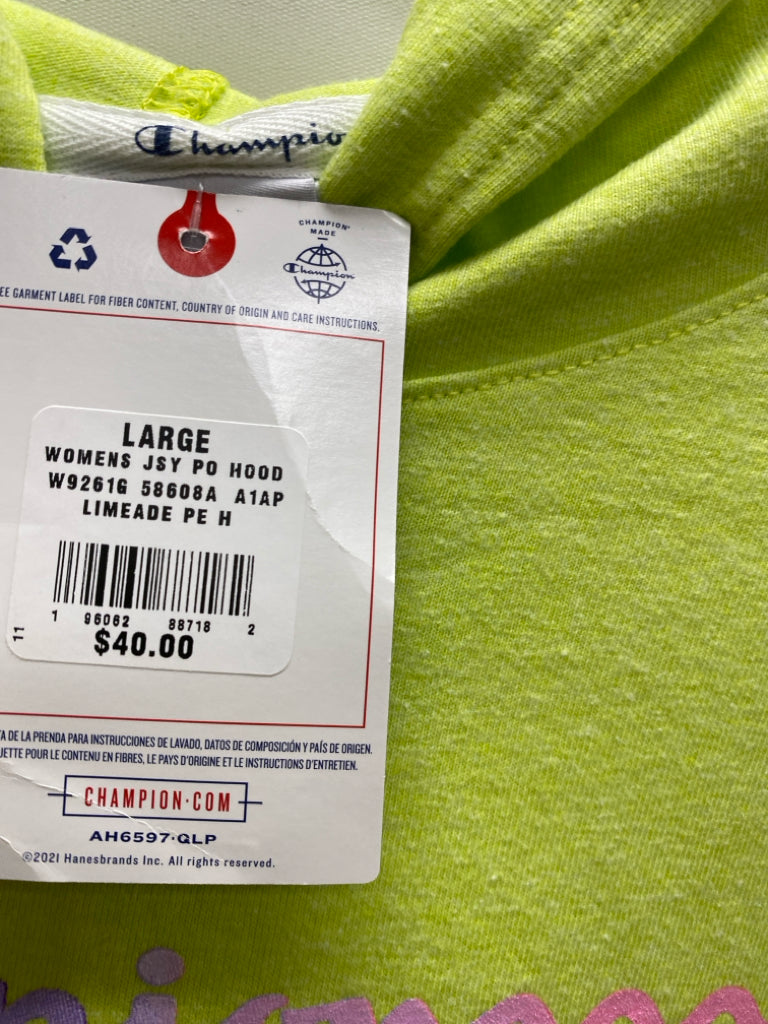 Champio
CHAMPION
MADE
Champion
EE GARMENT LABEL FOR FIBER CONTENT, COUNTRY OF ORIGIN AND CARE INSTRUCTIONS.
LARGE
WOMENS JSY PO HOOD
W9261G 58608A A1AP
LIMEADE PE H
1 96062 88718 2
$40.00
11
TA DE LA PRENDA PARA INSTRUCCIONES DE LAVADO, DATOS DE COMPOSICIÓN Y PAÍS DE ORIGEN.
UETTE POUR LE CONTENU EN FIBRES, LE PAYS D'ORIGINE ET LE INSTRUCTIONS D'ENTRETIEN.
CHAMPION·COM
AH6597·QLP
©2021 Hanesbrands Inc. All rights reserved.